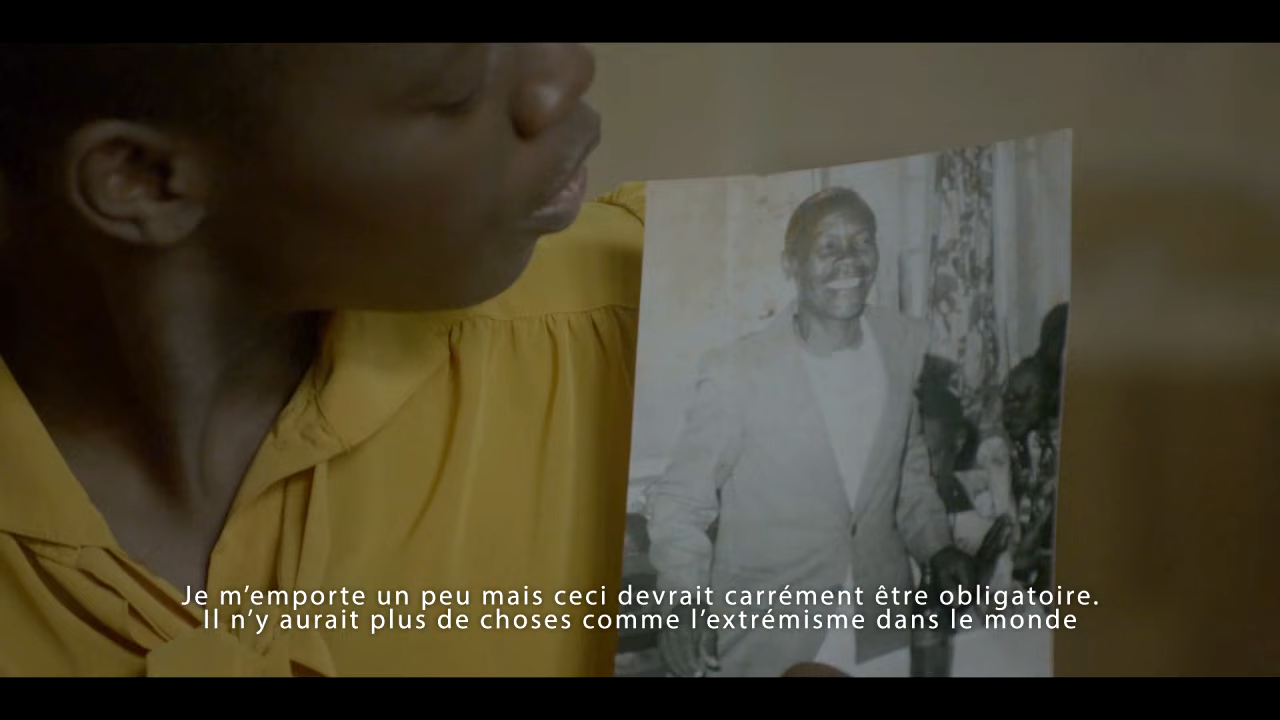 Je m’emporte un peu mais ceci devrait carrément être obligatoire.
Il n’y aurait plus de choses comme l’extrémisme dans le monde